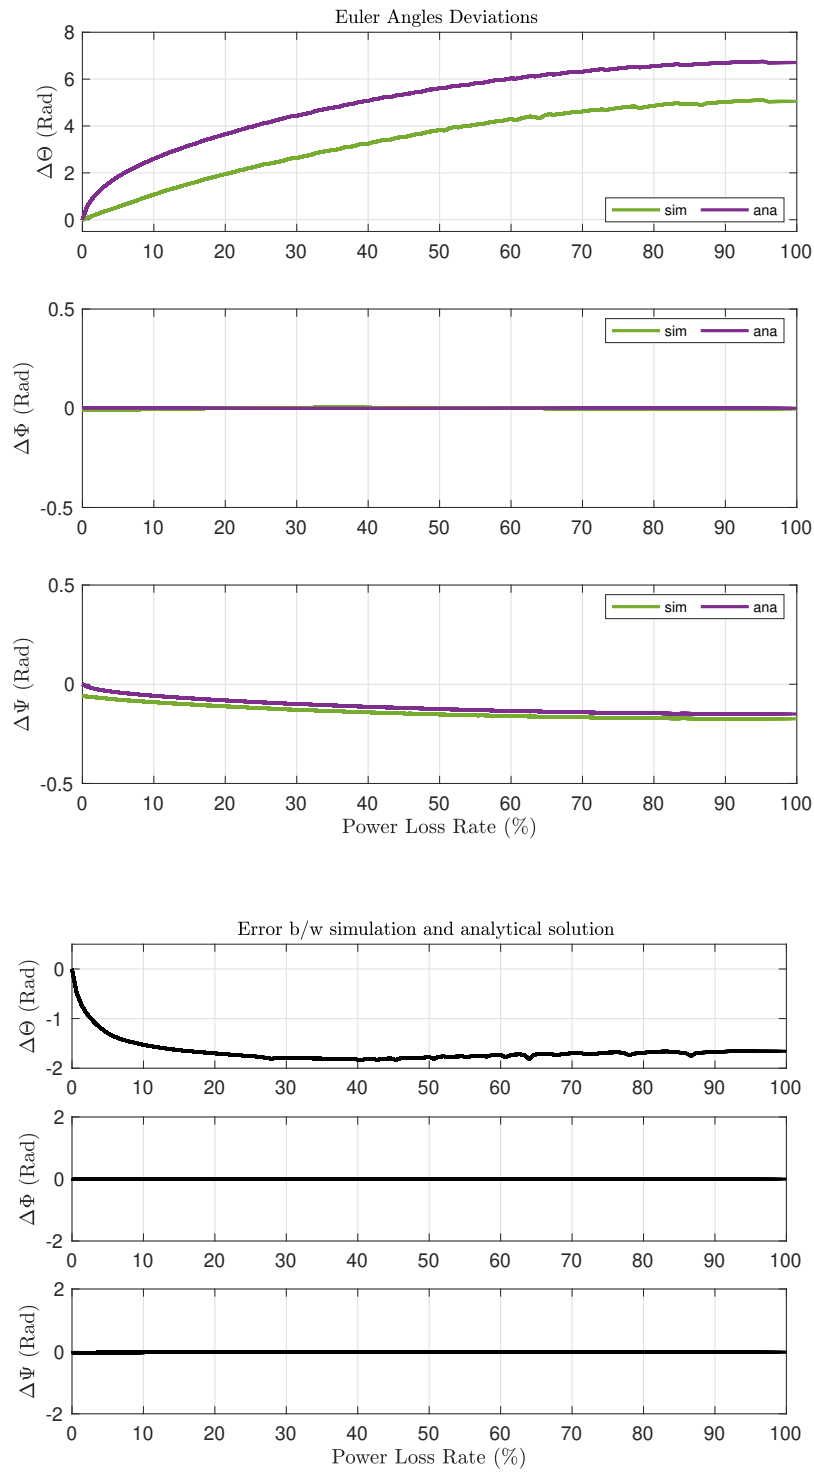 Euler Angles Deviations
8
6
4
2
0
ΔΘ (Rad)
sim ana
0 10 20 30 40 50 60 70 80 90 100
0.5
0
-0.5
ΔΦ (Rad)
sim ana
0 10 20 30 40 50 60 70 80 90 100
0.5
0
-0.5
ΔΨ (Rad)
sim ana
0 10 20 30 40 50 60 70 80 90 100
Power Loss Rate (%)
Error b/w simulation and analytical solution
0
-1
-2
ΔΘ (Rad)
0 10 20 30 40 50 60 70 80 90 100
2
0
-2
ΔΦ (Rad)
0 10 20 30 40 50 60 70 80 90 100
2
0
-2
ΔΨ (Rad)
0 10 20 30 40 50 60 70 80 90 100
Power Loss Rate (%)